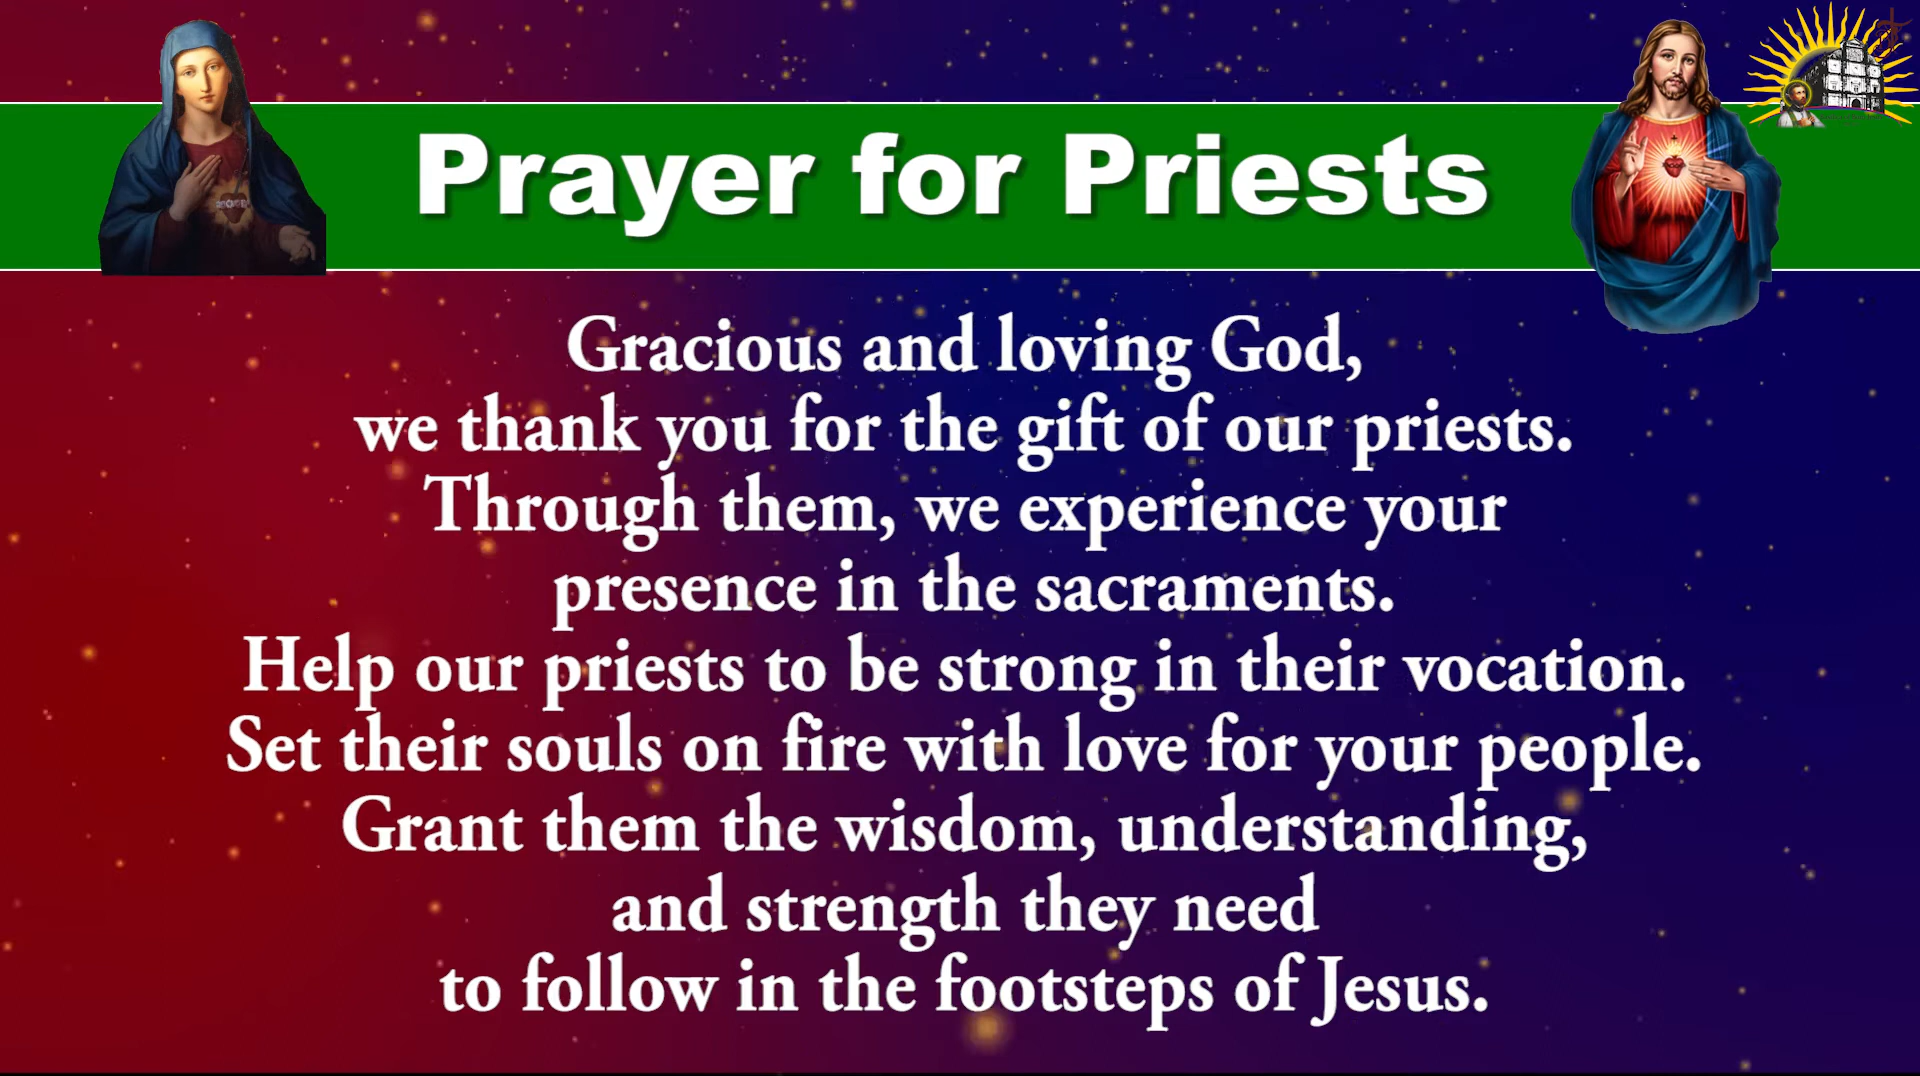 Prayer for Priests
Gracious and loving God,
we thank you for the gift of our priests.
Through them, we experience your
presence in the sacraments.
Help our priests to be strong in their vocation.
Set their souls on fire with love for your people.
Grant them the wisdom, understanding,
and strength they need
to follow in the footsteps of Jesus.